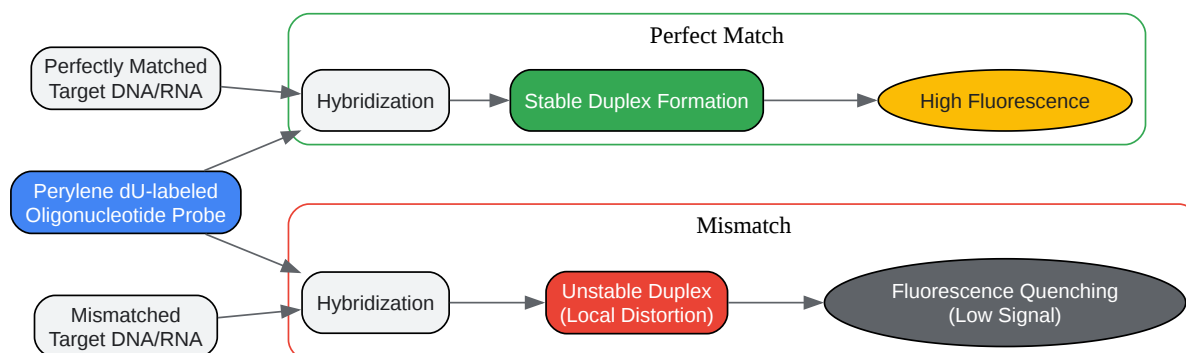 Perfect Match
Perfectly Matched
Target DNA/RNA
Hybridization
Stable Duplex Formation
High Fluorescence
Perylene dU-labeled
Oligonucleotide Probe
Mismatch
Mismatched
Target DNA/RNA
Hybridization
Unstable Duplex
(Local Distortion)
Fluorescence Quenching
(Low Signal)